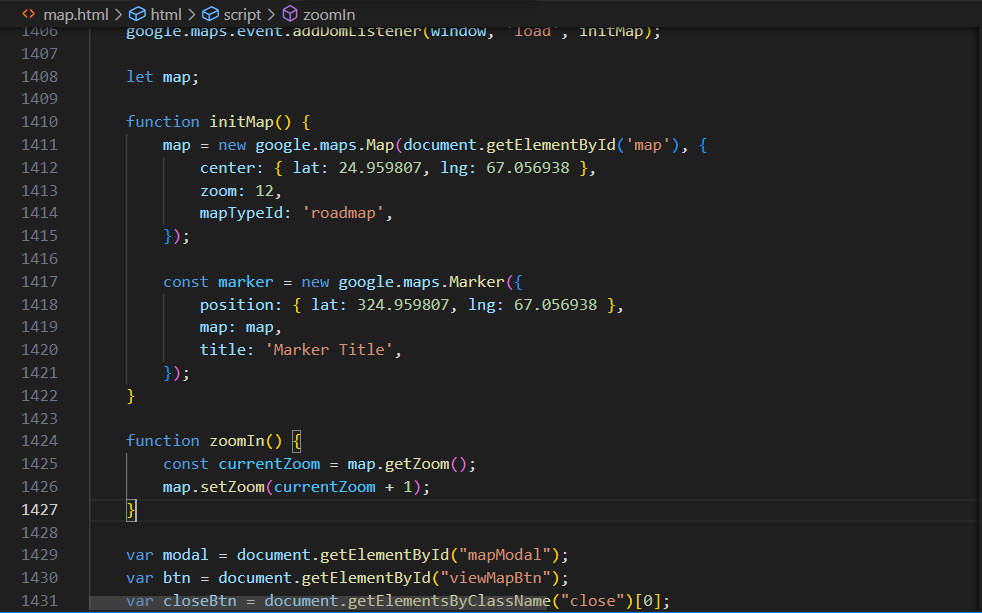 map.html > html > script > zoomIn
1406 google.maps.event.addDomListener(window, 'load', initMap);
1407
1408 let map;
1409
1410 function initMap() {
1411 map = new google.maps.Map(document.getElementById('map'), {
1412 center: { lat: 24.959807, lng: 67.056938 },
1413 zoom: 12,
1414 mapTypeId: 'roadmap',
1415 });
1416
1417 const marker = new google.maps.Marker({
1418 position: { lat: 324.959807, lng: 67.056938 },
1419 map: map,
1420 title: 'Marker Title',
1421 });
1422 }
1423
1424 function zoomIn() {
1425 const currentZoom = map.getZoom();
1426 map.setZoom(currentZoom + 1);
1427 }
1428
1429 var modal = document.getElementById("mapModal");
1430 var btn = document.getElementById("viewMapBtn");
1431 var closeBtn = document.getElementsByClassName("close")[0];